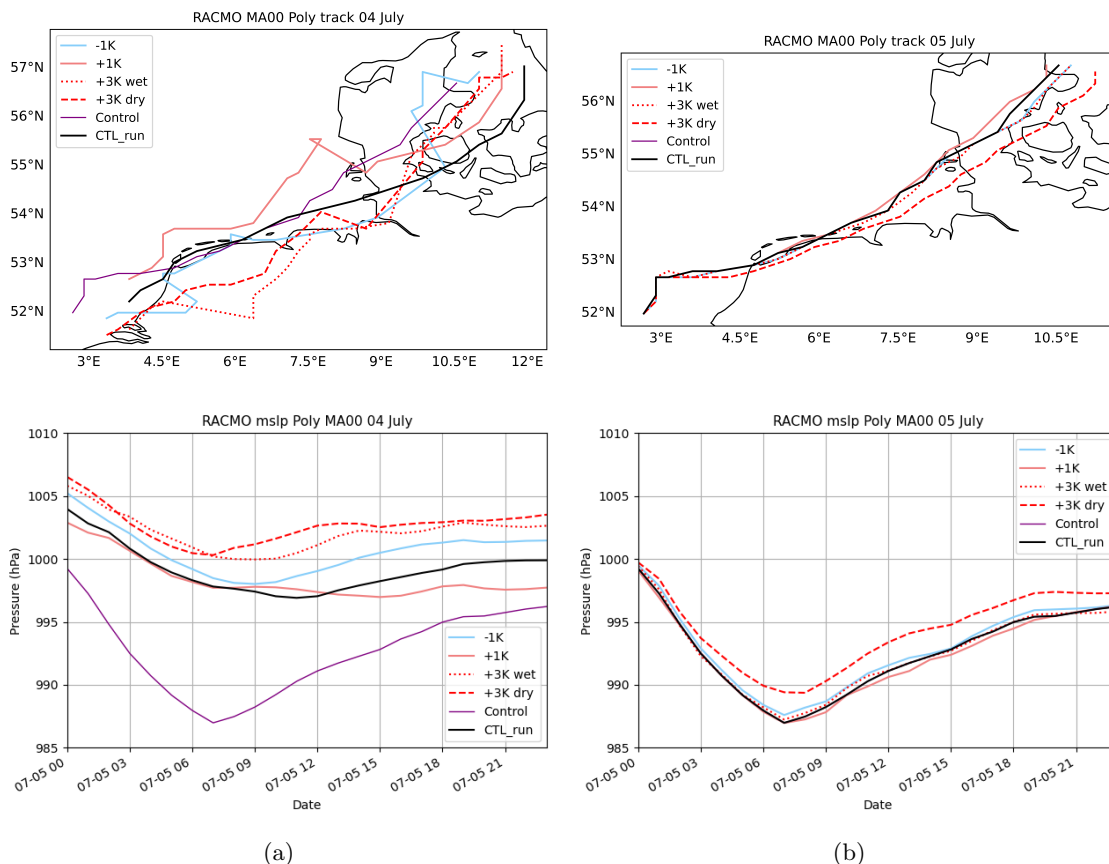 RACMO MA00 Poly track 04 July
-1K
+1K
+3K wet
+3K dry
Control
CTL_run
57°N
56°N
55°N
54°N
53°N
52°N
3°E
4.5°E
6°E
7.5°E
9°E
10.5°E
12°E
RACMO MA00 Poly track 05 July
-1K
+1K
+3K wet
+3K dry
Control
CTL_run
56°N
55°N
54°N
53°N
52°N
3°E
4.5°E
6°E
7.5°E
9°E
10.5°E
RACMO mslp Poly MA00 04 July
1010
1005
1000
995
990
985
Pressure (hPa)
-1K
+1K
+3K wet
+3K dry
Control
CTL_run
07-05 00
07-05 03
07-05 06
07-05 09
07-05 12
07-05 15
07-05 18
07-05 21
Date
RACMO mslp Poly MA00 05 July
1010
1005
1000
995
990
985
Pressure (hPa)
-1K
+1K
+3K wet
+3K dry
Control
CTL_run
07-05 00
07-05 03
07-05 06
07-05 09
07-05 12
07-05 15
07-05 18
07-05 21
Date
(a)
(b)